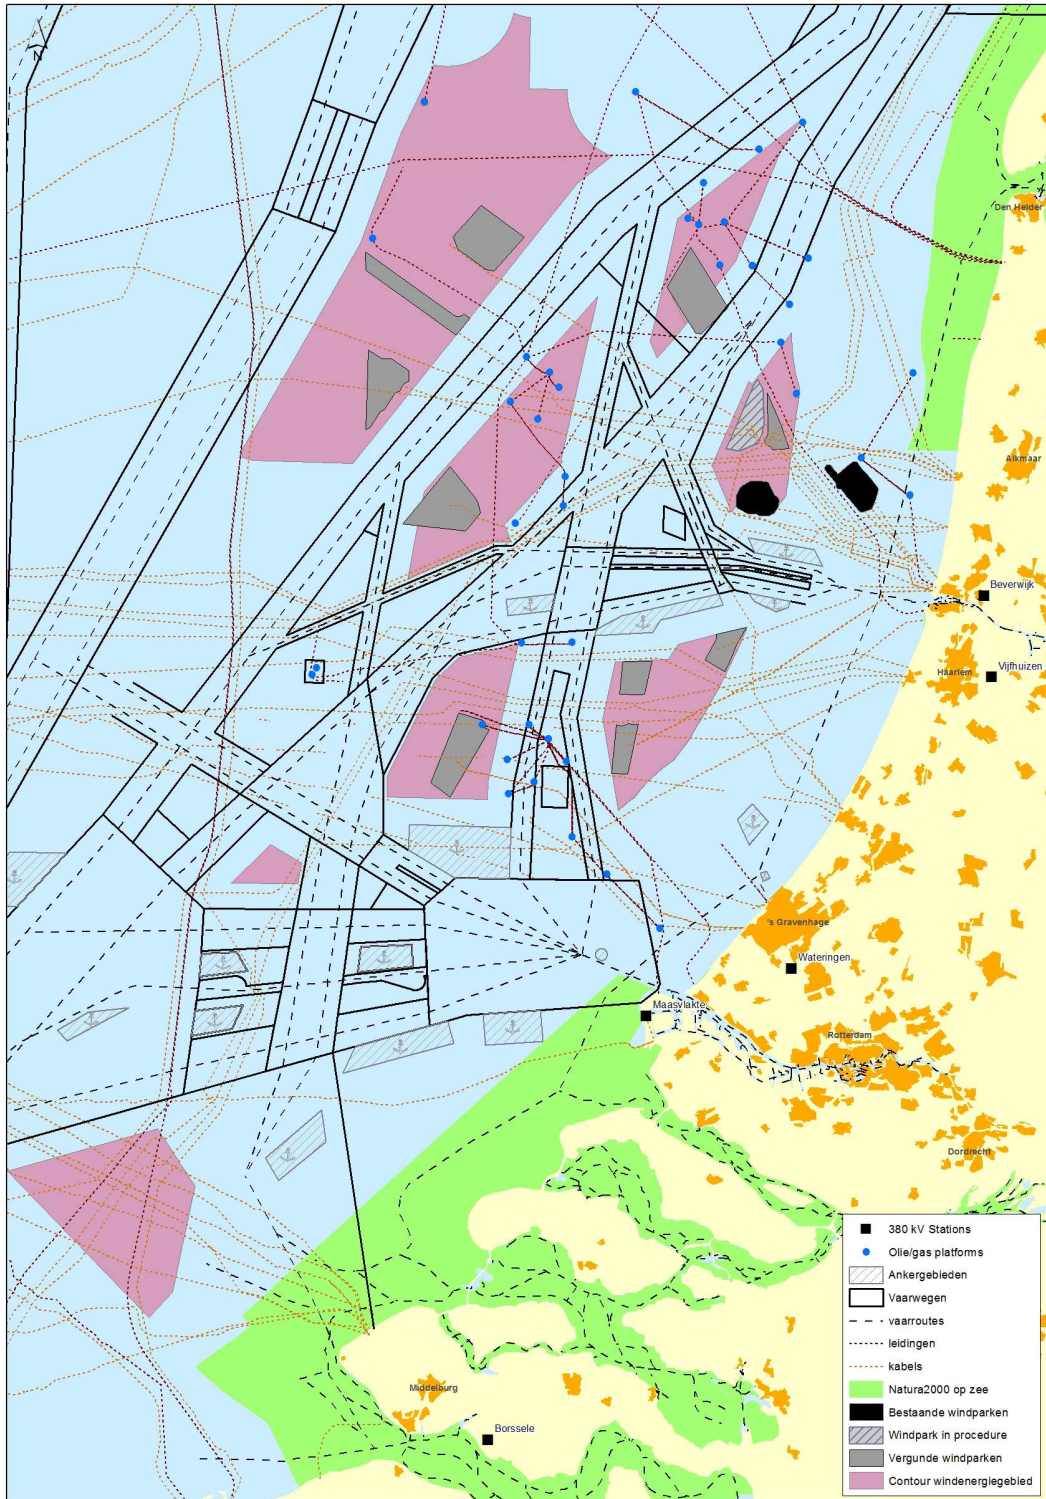 N
Den Helder
Alkmaar
Beverwijk
Haarlem
Vijfhuizen
's Gravenhage
Wateringen
Maasvlakte
Rotterdam
Dordrecht
Middelburg
Borssele
380 kV Stations
Olie/gas platforms
Ankergebieden
Vaarwegen
vaarroutes
leidingen
kabels
Natura2000 op zee
Bestaande windparken
Windpark in procedure
Vergunde windparken
Contour windenergiegebied